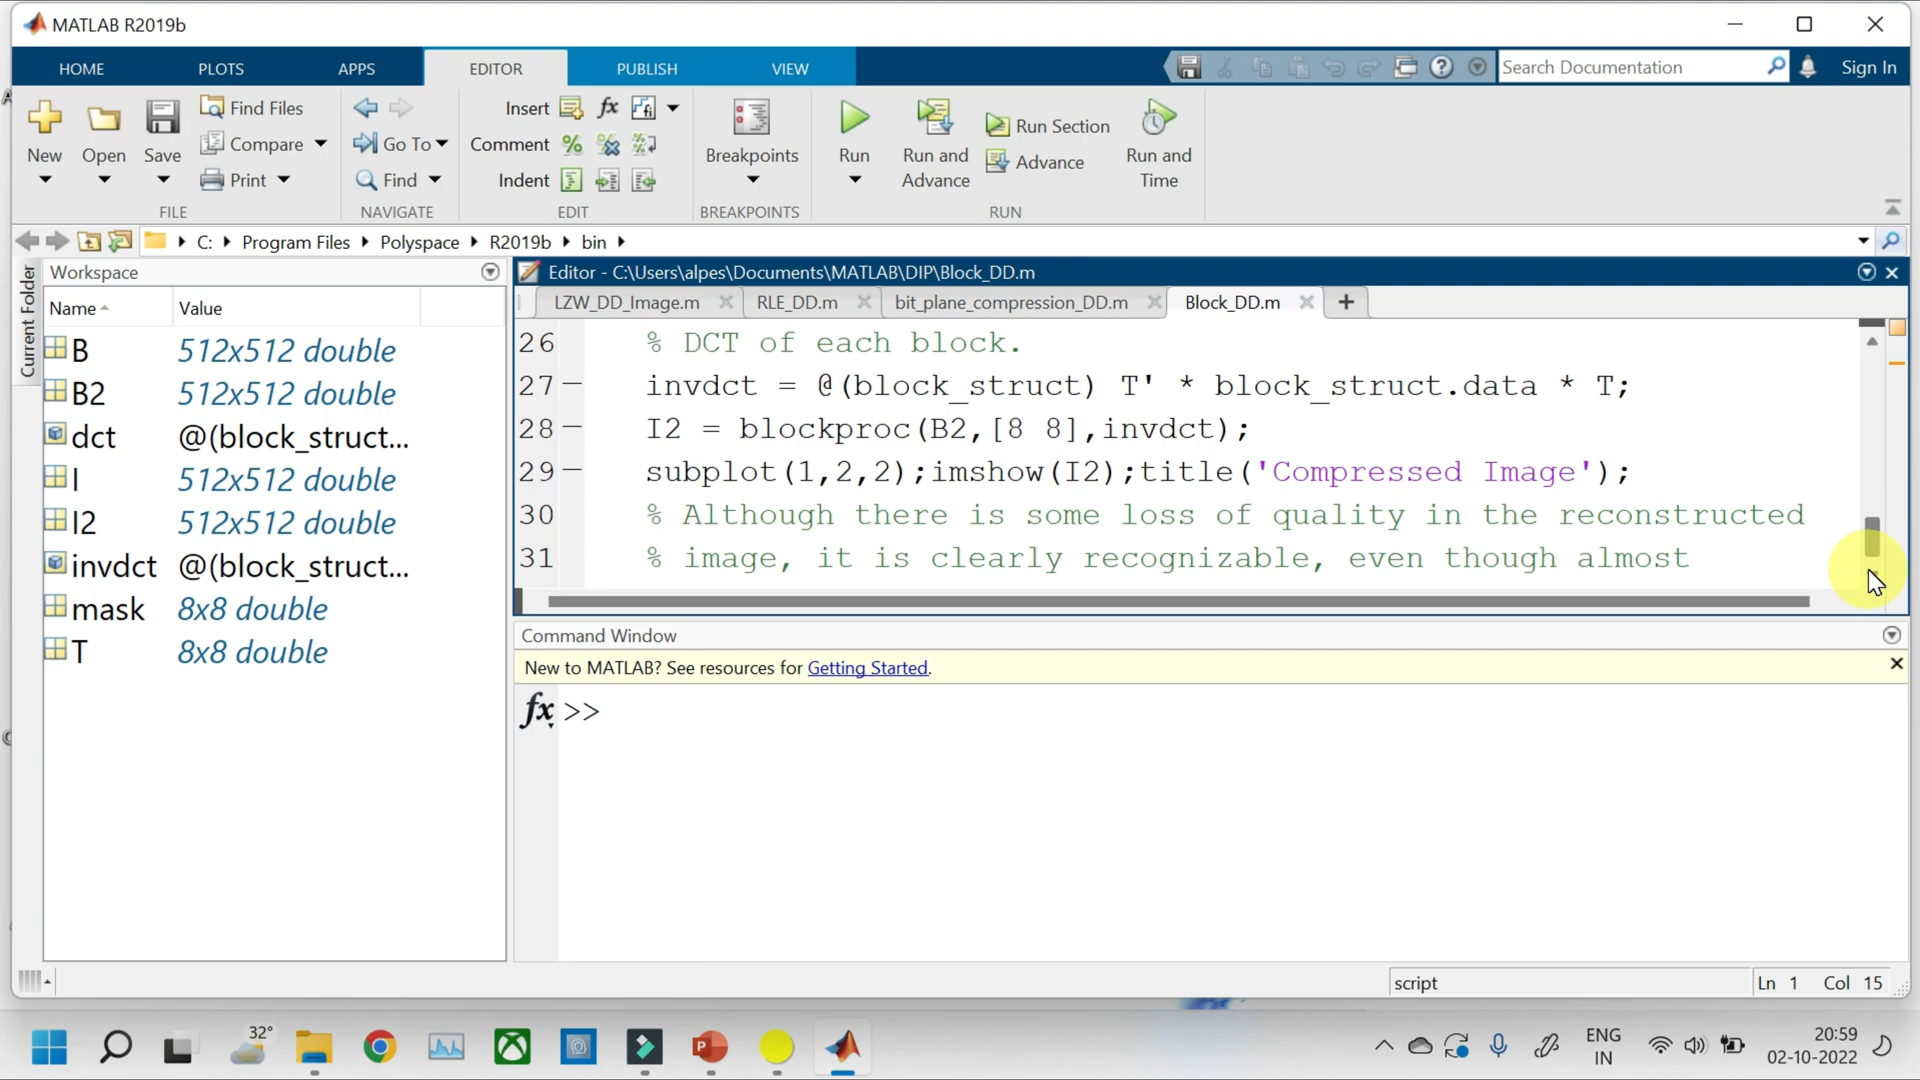 MATLAB R2019b
HOME
PLOTS
APPS
EDITOR
PUBLISH
VIEW
Search Documentation
Sign In
New
Open
Save
Find Files
Compare
Print
FILE
Go To
Find
NAVIGATE
Insert
fx
Comment
Indent
EDIT
Breakpoints
BREAKPOINTS
Run
Run and
Advance
Run Section
Advance
Run and
Time
RUN
C:
Program Files
Polyspace
R2019b
bin
Current Folder
Workspace
Name
Value
B 512x512 double
B2 512x512 double
dct @(block_struct...
I 512x512 double
I2 512x512 double
invdct @(block_struct...
mask 8x8 double
T 8x8 double
Editor - C:\Users\alpes\Documents\MATLAB\DIP\Block_DD.m
LZW_DD_Image.m
RLE_DD.m
bit_plane_compression_DD.m
Block_DD.m
26 % DCT of each block.
27 invdct = @(block_struct) T' * block_struct.data * T;
28 I2 = blockproc(B2,[8 8],invdct);
29 subplot(1,2,2);imshow(I2);title('Compressed Image');
30 % Although there is some loss of quality in the reconstructed
31 % image, it is clearly recognizable, even though almost
Command Window
New to MATLAB? See resources for Getting Started.
fx >>
script
Ln 1 Col 15
32°
ENG
IN
20:59
02-10-2022